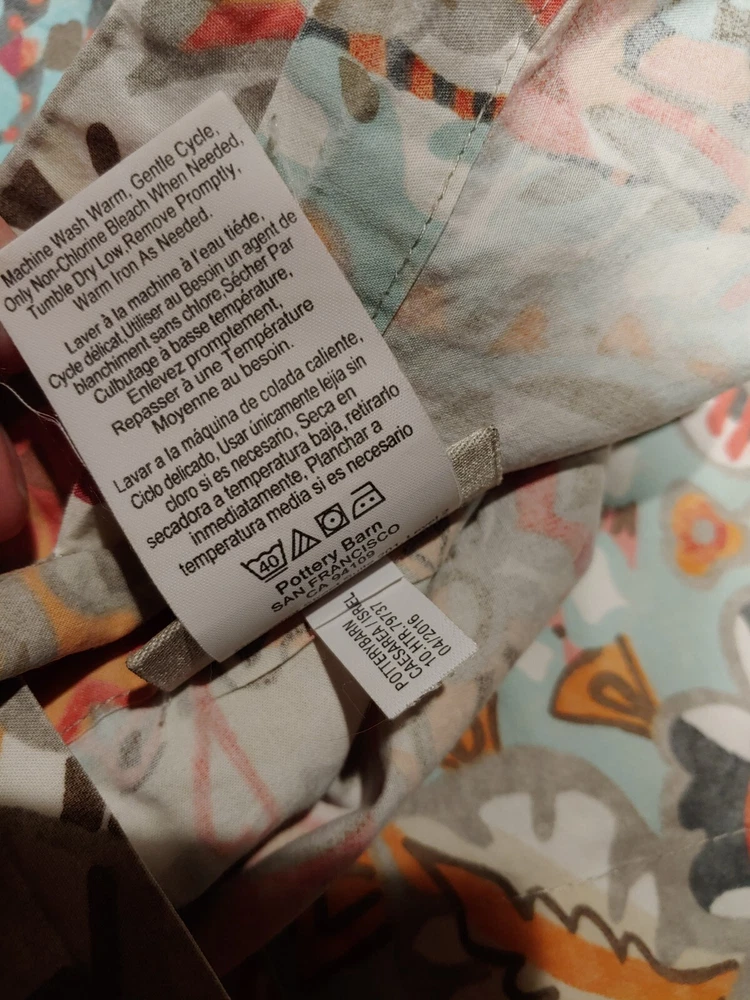 Machine Wash Warm, Gentle Cycle,
Only Non-Chlorine Bleach When Needed,
Tumble Dry Low,Remove Promptly,
Warm Iron As Needed.
Laver à la machine à l'eau tiéde,
Cycle délicat,Utiliser au Besoin un agent de
blanchiment sans chlore,Sécher Par
Culbutage à basse température,
Enlevez promptement,
Repasser à une Température
Moyenne au besoin.
Lavar a la máquina de colada caliente,
Ciclo delicado, Usar únicamente lejia sin
cloro si es necesario, Seca en
secadora a temperatura baja, retirarlo
inmediatamente, Planchar a
temperatura media si es necesario
40
Pottery Barn
SAN FRANCISCO
CA 94109
POTTERYBARN
CAESAREA / ISREL
10.HTR.79737
04/2016